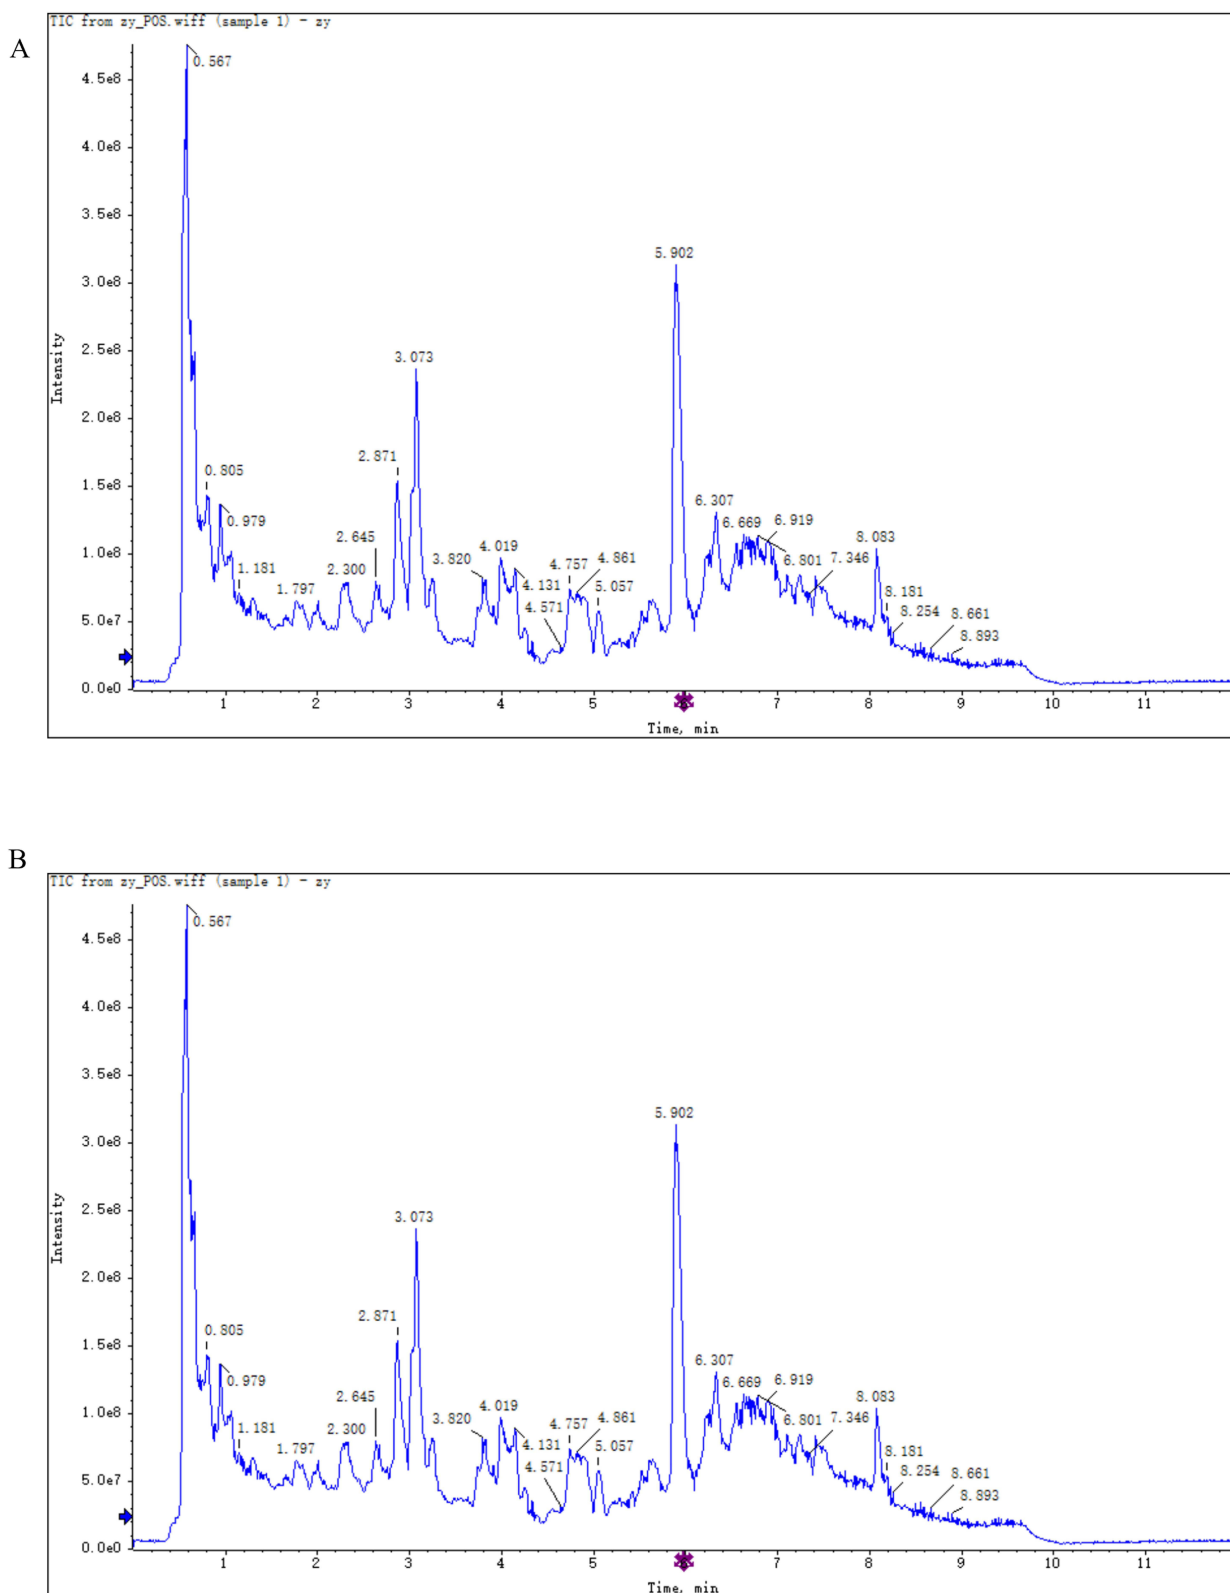 A
TIC from zy_POS.wiff (sample 1) - zy
0.567
4.5e8
4.0e8
3.5e8
5.902
3.0e8
Intensity
2.5e8
3.073
2.0e8
2.871
0.805
1.5e8
6.307
0.979
6.669
6.919
2.645
4.019
8.083
1.0e8
3.820
4.757
4.861
6.801
7.346
1.181
2.300
4.131
1.797
5.057
8.181
4.571
8.254
8.661
5.0e7
8.893
0.0e0
1 2 3 4 5 7 8 9 10 11
Time, min
B
TIC from zy_POS.wiff (sample 1) - zy
0.567
4.5e8
4.0e8
3.5e8
5.902
3.0e8
Intensity
2.5e8
3.073
2.0e8
2.871
0.805
1.5e8
6.307
0.979
6.669
6.919
2.645
4.019
8.083
1.0e8
3.820
4.757
4.861
6.801
7.346
1.181
2.300
4.131
1.797
5.057
8.181
4.571
8.254
8.661
5.0e7
8.893
0.0e0
1 2 3 4 5 7 8 9 10 11
Time, min